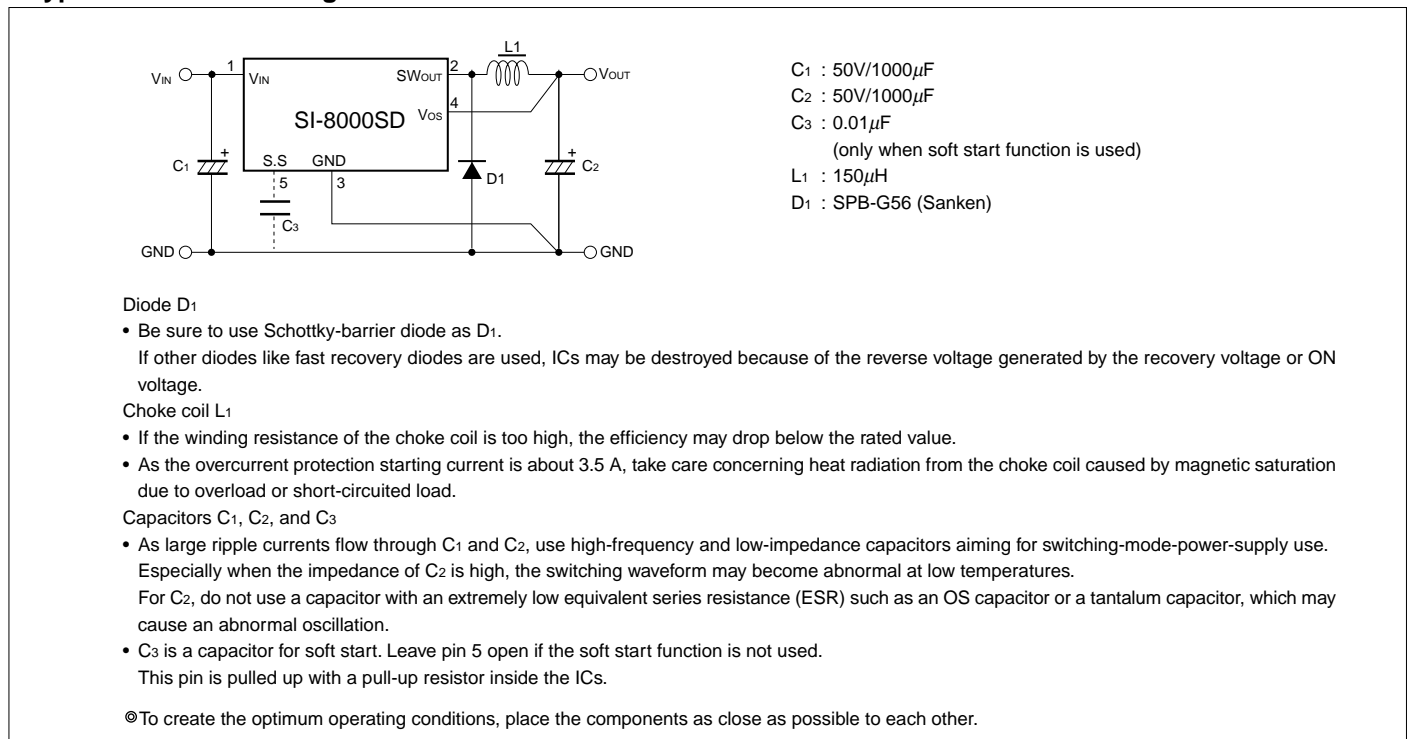 L1
VIN 1 VIN SWOUT 2 VOUT
VOS 4
SI-8000SD
C1 + S.S GND + C2
5 3 D1
C3
GND GND
C1 : 50V/1000µF
C2 : 50V/1000µF
C3 : 0.01µF
(only when soft start function is used)
L1 : 150µH
D1 : SPB-G56 (Sanken)
Diode D1
• Be sure to use Schottky-barrier diode as D1.
If other diodes like fast recovery diodes are used, ICs may be destroyed because of the reverse voltage generated by the recovery voltage or ON
voltage.
Choke coil L1
• If the winding resistance of the choke coil is too high, the efficiency may drop below the rated value.
• As the overcurrent protection starting current is about 3.5 A, take care concerning heat radiation from the choke coil caused by magnetic saturation
due to overload or short-circuited load.
Capacitors C1, C2, and C3
• As large ripple currents flow through C1 and C2, use high-frequency and low-impedance capacitors aiming for switching-mode-power-supply use.
Especially when the impedance of C2 is high, the switching waveform may become abnormal at low temperatures.
For C2, do not use a capacitor with an extremely low equivalent series resistance (ESR) such as an OS capacitor or a tantalum capacitor, which may
cause an abnormal oscillation.
• C3 is a capacitor for soft start. Leave pin 5 open if the soft start function is not used.
This pin is pulled up with a pull-up resistor inside the ICs.
◎To create the optimum operating conditions, place the components as close as possible to each other.